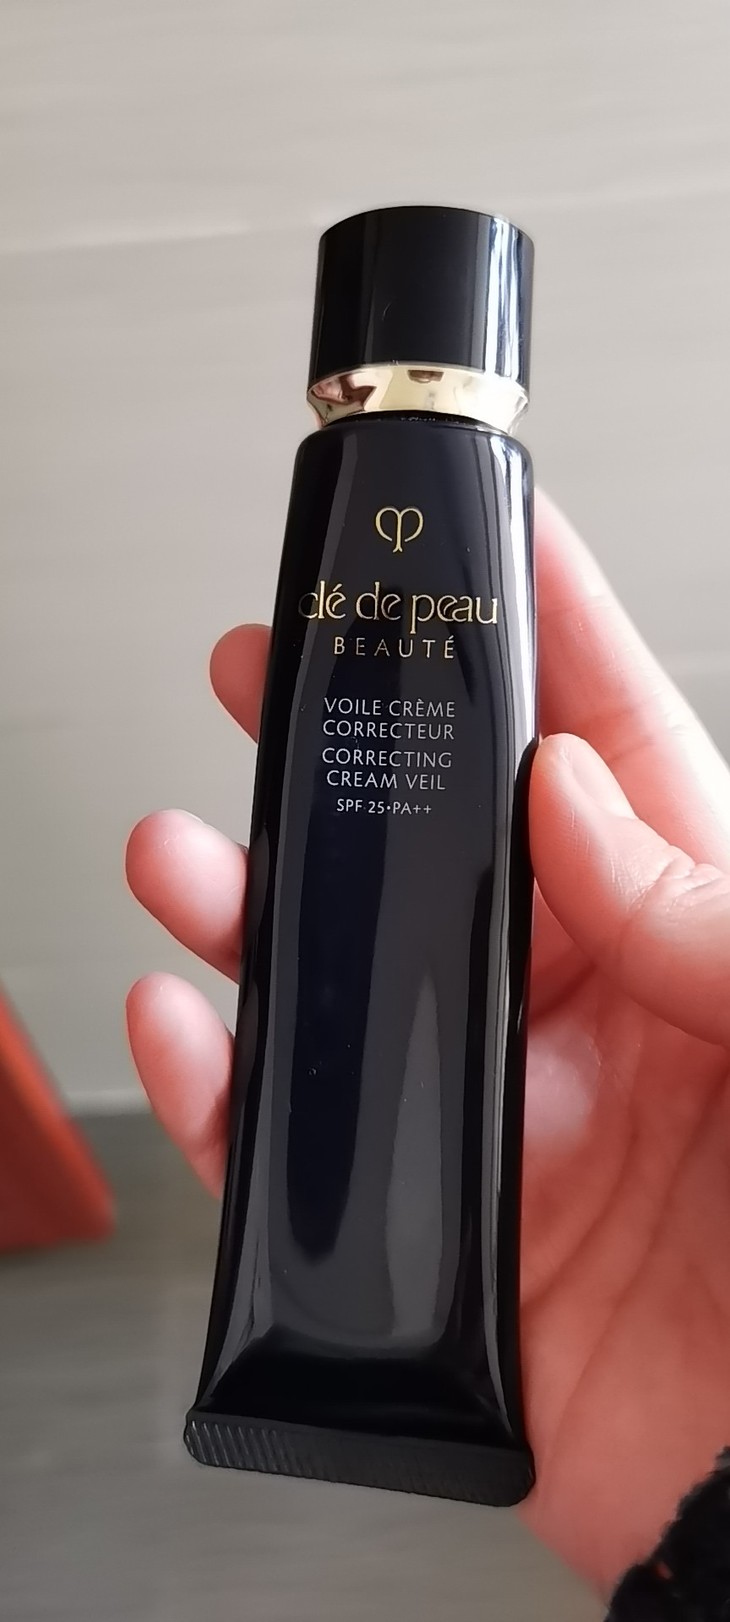 clé de peau
BEAUTÉ
VOILE CRÈME
CORRECTEUR
CORRECTING
CREAM VEIL
SPF 25•PA++